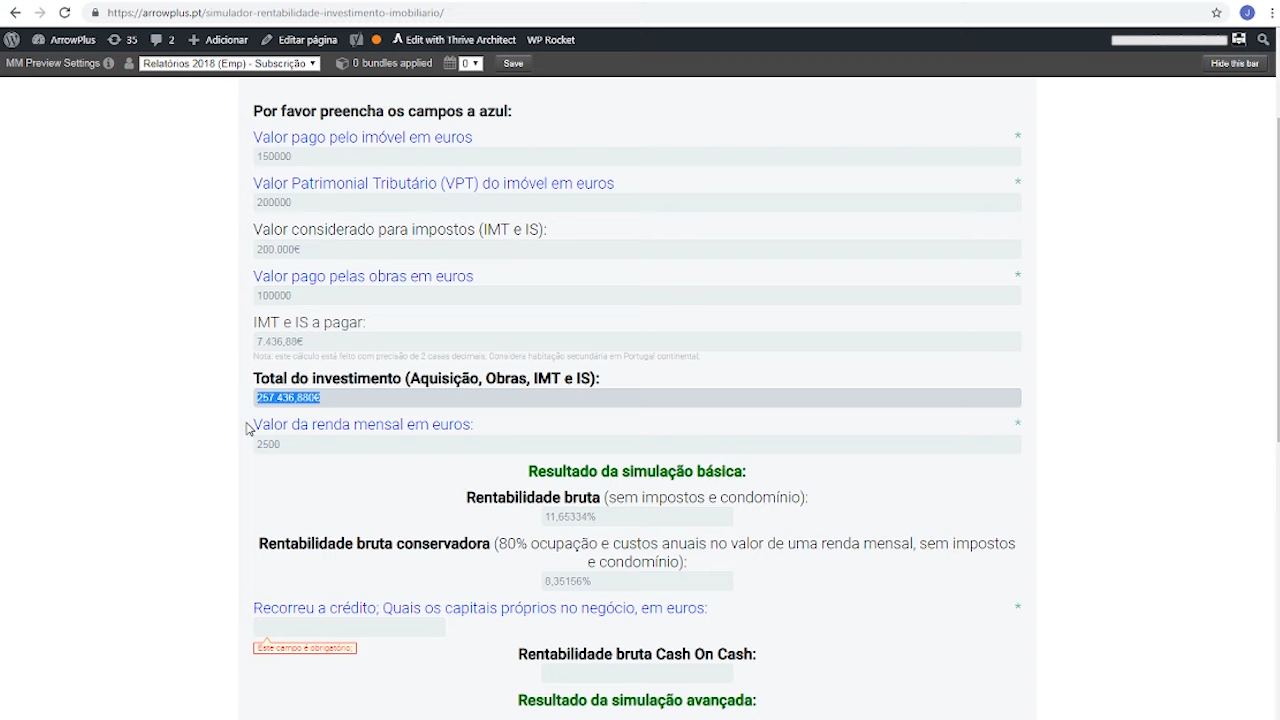 https://arrowplus.pt/simulador-rentabilidade-investimento-imobiliario/
J
ArrowPlus 35 2 Adicionar Editar página Edit with Thrive Architect WP Rocket
MM Preview Settings Relatórios 2018 (Emp) - Subscrição 0 bundles applied 0 Save Hide this bar
Por favor preencha os campos a azul:
Valor pago pelo imóvel em euros *
150000
Valor Patrimonial Tributário (VPT) do imóvel em euros *
200000
Valor considerado para impostos (IMT e IS):
200.000€
Valor pago pelas obras em euros *
100000
IMT e IS a pagar:
7.436,88€
Nota: este cálculo está feito com precisão de 2 casas decimais; Considera habitação secundária em Portugal continental;
Total do investimento (Aquisição, Obras, IMT e IS):
257.436,880€
Valor da renda mensal em euros: *
2500
Resultado da simulação básica:
Rentabilidade bruta (sem impostos e condomínio):
11,65334%
Rentabilidade bruta conservadora (80% ocupação e custos anuais no valor de uma renda mensal, sem impostos
e condomínio):
8,35156%
Recorreu a crédito; Quais os capitais próprios no negócio, em euros: *
Este campo é obrigatório;
Rentabilidade bruta Cash On Cash:
Resultado da simulação avançada: